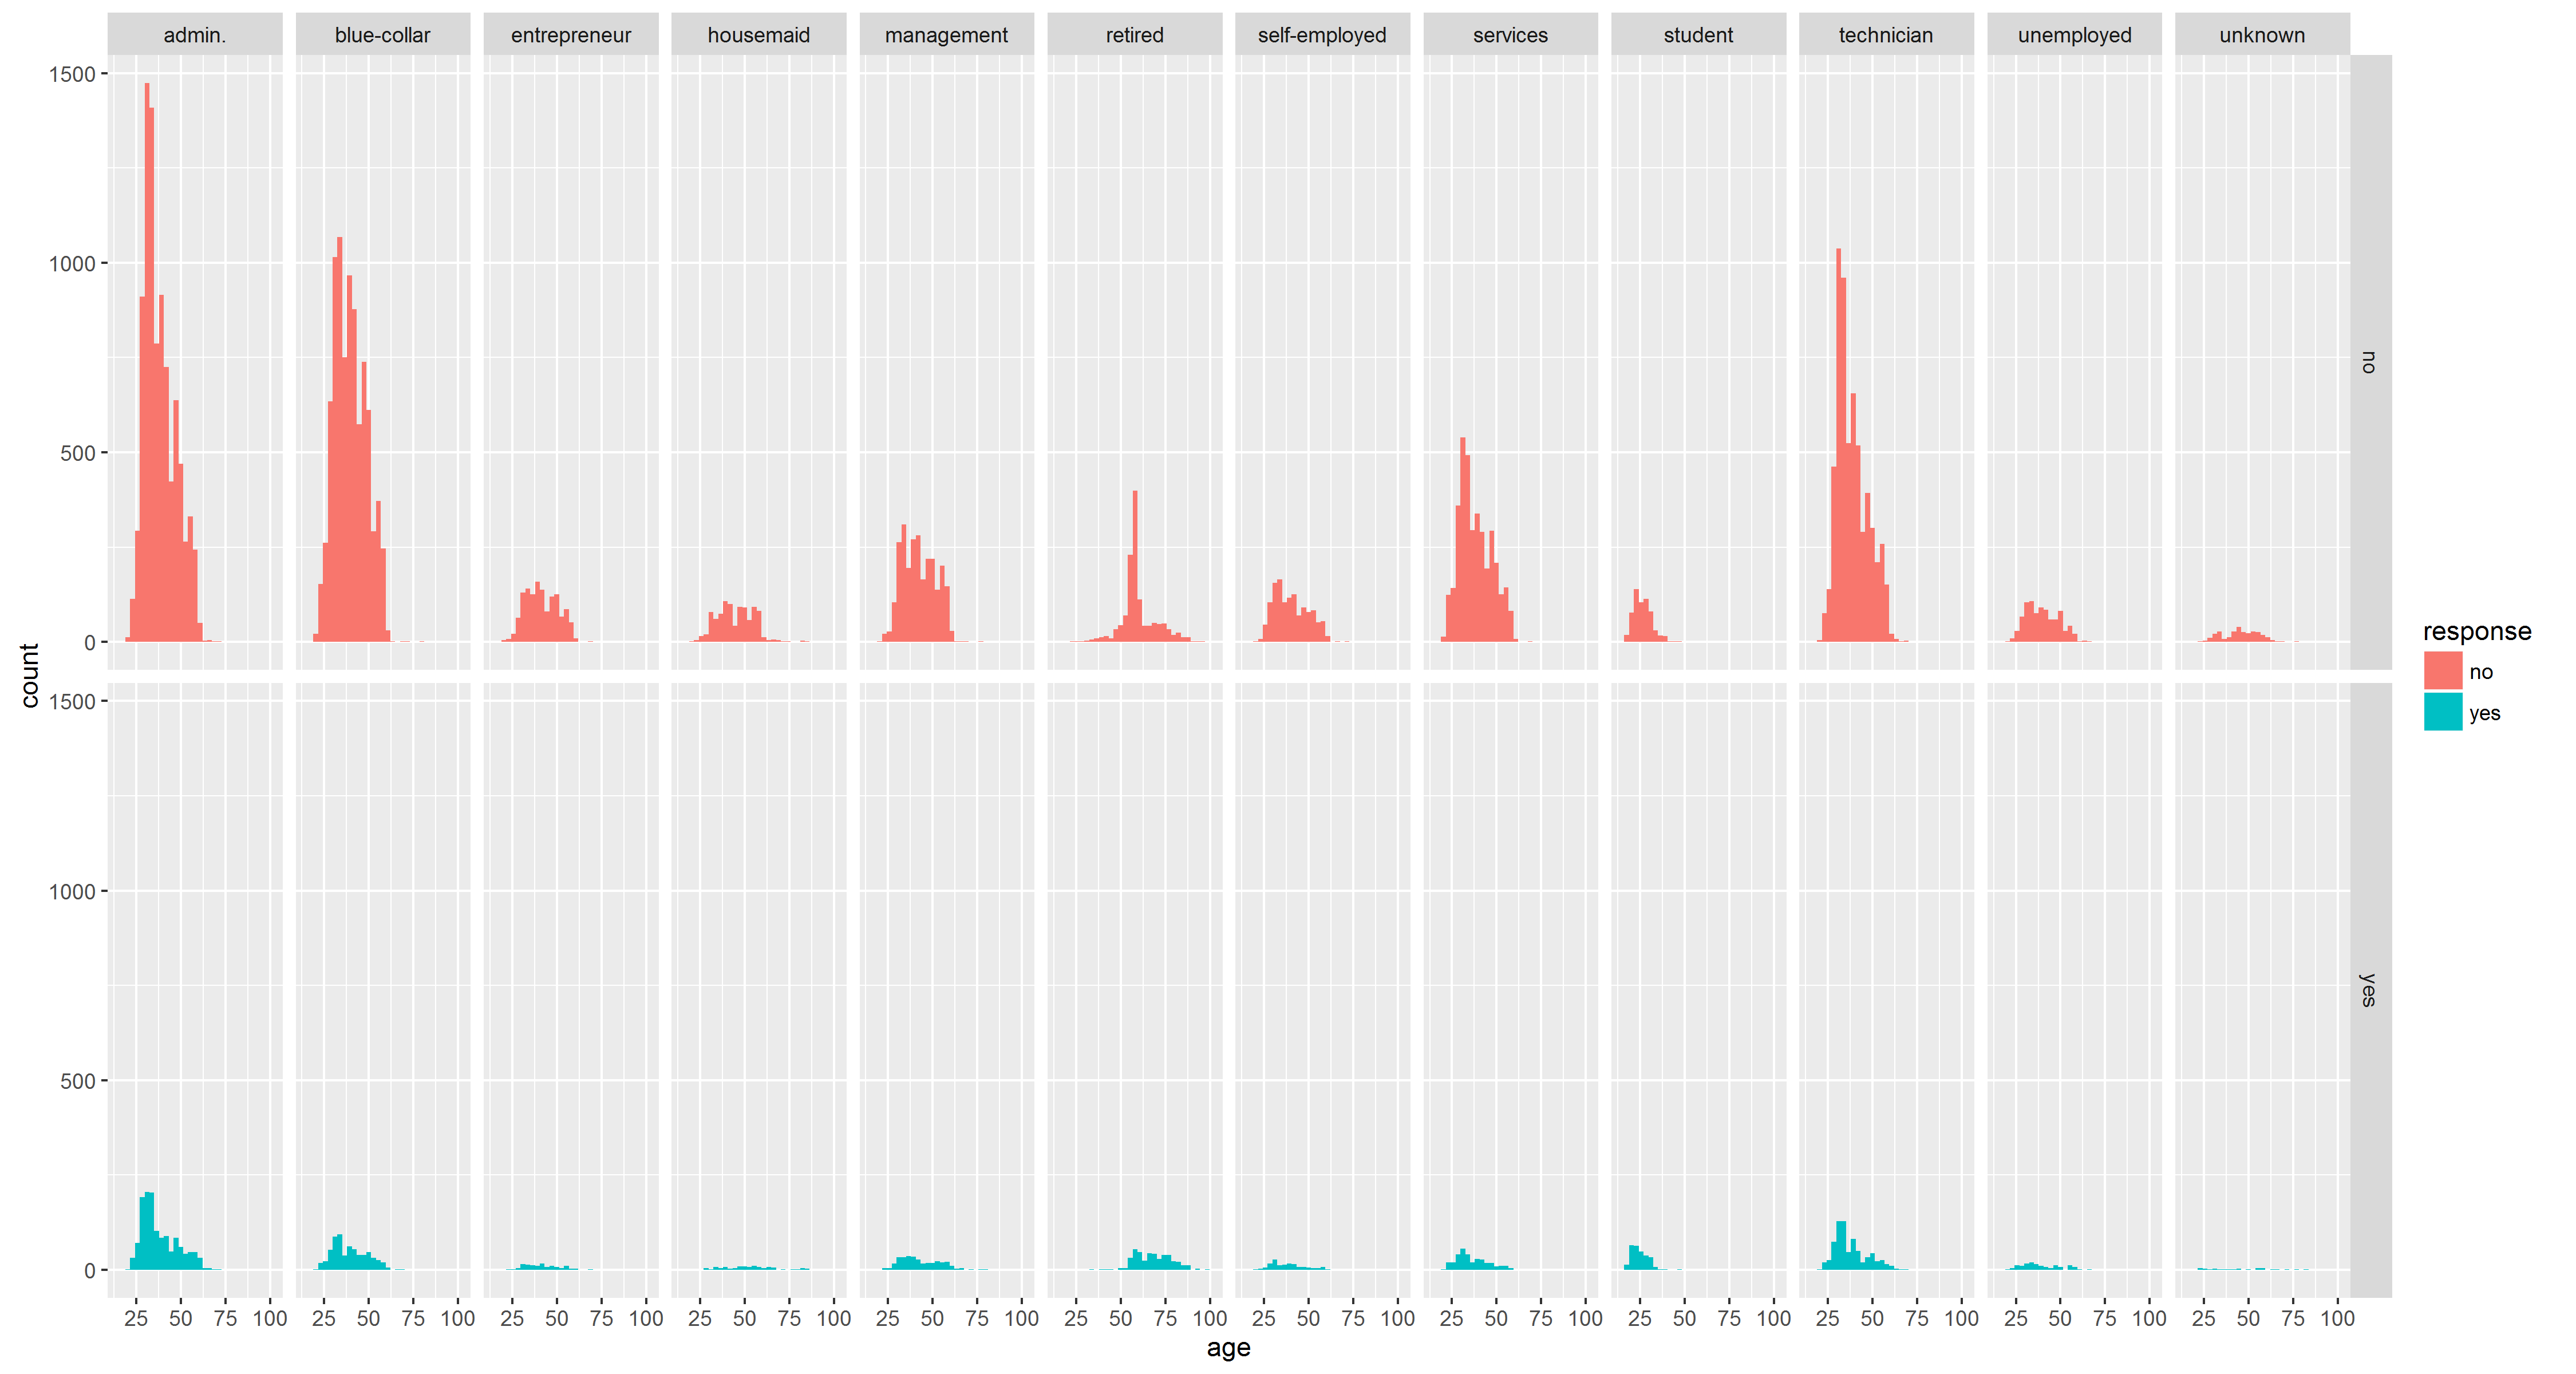 admin. blue-collar entrepreneur housemaid management retired self-employed services student technician unemployed unknown
1500
1000
500
0
no
1500
1000
500
0
yes
count
25 50 75 100 25 50 75 100 25 50 75 100 25 50 75 100 25 50 75 100 25 50 75 100 25 50 75 100 25 50 75 100 25 50 75 100 25 50 75 100 25 50 75 100 25 50 75 100
age
response
no
yes